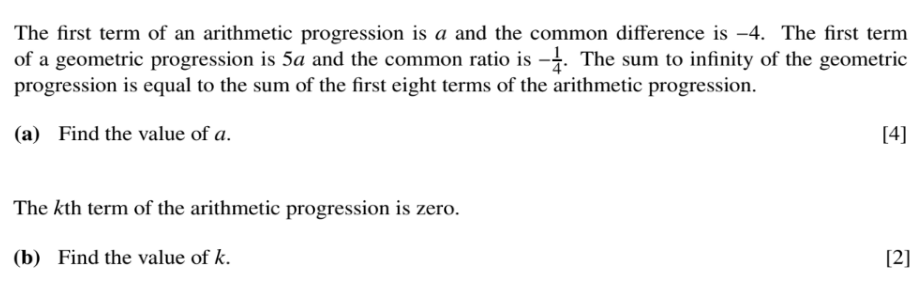 The first term of an arithmetic progression is a and the common difference is −4. The first term
of a geometric progression is 5a and the common ratio is −1/4. The sum to infinity of the geometric
progression is equal to the sum of the first eight terms of the arithmetic progression.
(a) Find the value of a. [4]
The kth term of the arithmetic progression is zero.
(b) Find the value of k. [2]